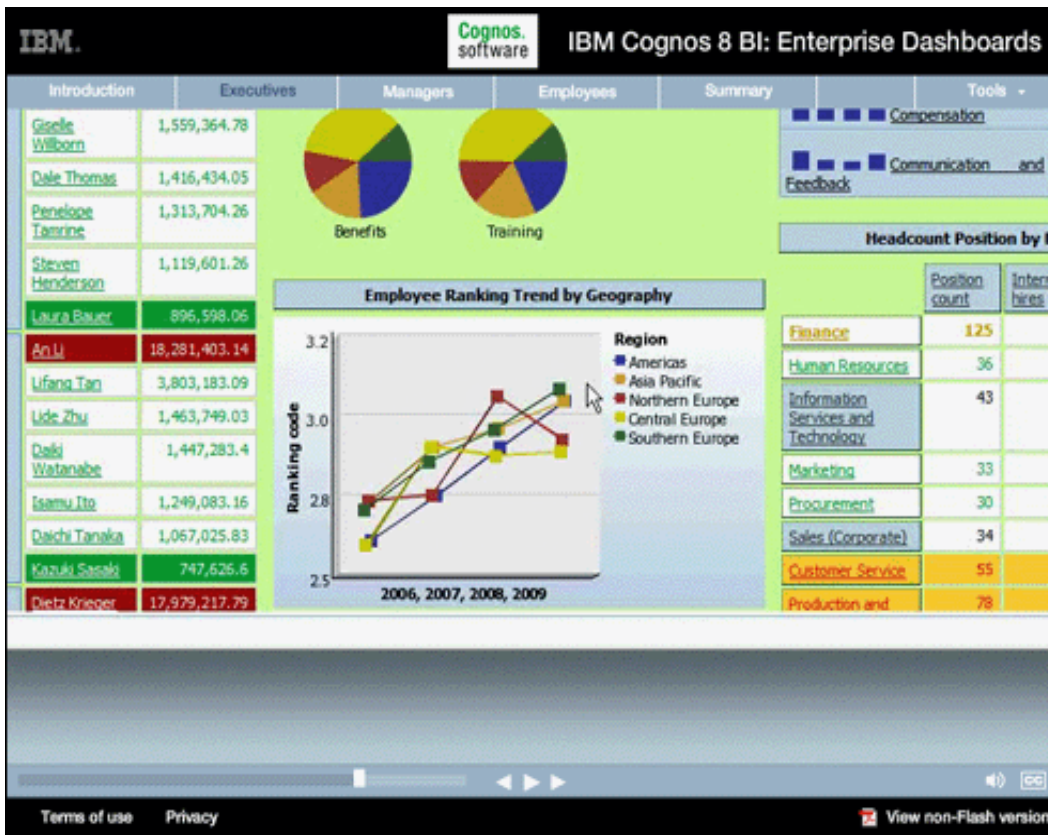 IBM.
Cognos.
software
IBM Cognos 8 BI: Enterprise Dashboards
Introduction Executives Managers Employees Summary Tools
Giselle Willborn 1,559,364.78
Dale Thomas 1,416,434.05
Penelope Tamrine 1,313,704.26
Steven Henderson 1,119,601.26
Laura Bauer 896,598.06
An Li 18,281,403.14
Lifang Tan 3,803,183.09
Lide Zhu 1,463,749.03
Daiki Watanabe 1,447,283.4
Isamu Ito 1,249,083.16
Daichi Tanaka 1,067,025.83
Kazuki Sasaki 747,626.6
Dietz Krieger 17,979,217.79
Benefits Training
Employee Ranking Trend by Geography
Ranking code
3.2
3.0
2.8
2.5
2006, 2007, 2008, 2009
Region
Americas
Asia Pacific
Northern Europe
Central Europe
Southern Europe
Compensation
Communication and
Feedback
Headcount Position by
Position count Intern hires
Finance 125
Human Resources 36
Information Services and Technology 43
Marketing 33
Procurement 30
Sales (Corporate) 34
Customer Service 55
Production and 78
CC
Terms of use Privacy View non-Flash version